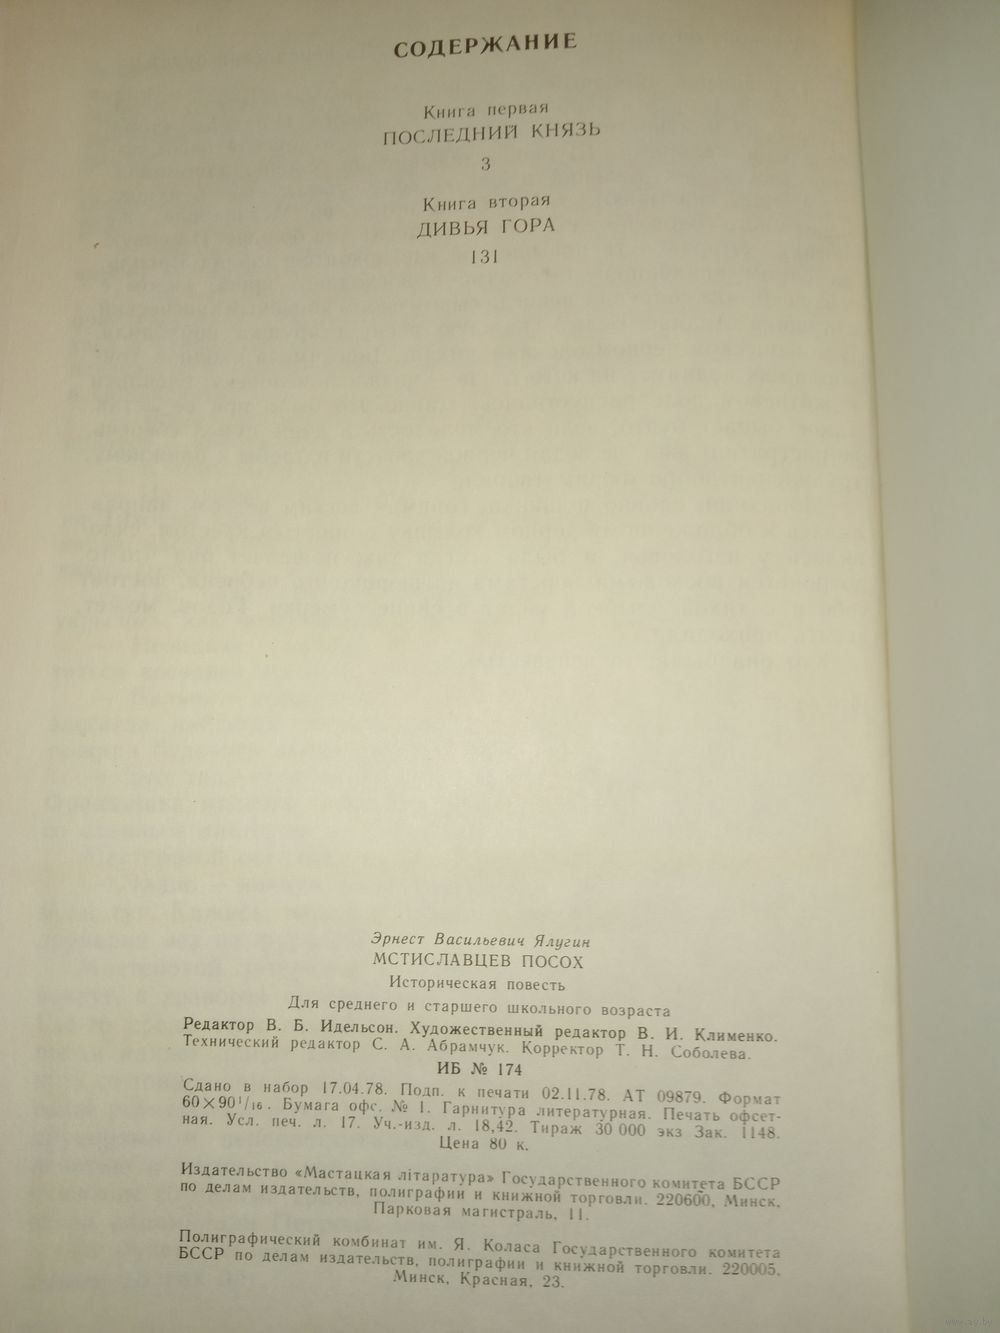 СОДЕРЖАНИЕ
Книга первая
ПОСЛЕДНИЙ КНЯЗЬ
3
Книга вторая
ДИВЬЯ ГОРА
131
Эрнест Васильевич Ялугин
МСТИСЛАВЦЕВ ПОСОХ
Историческая повесть
Для среднего и старшего школьного возраста
Редактор В. Б. Идельсон. Художественный редактор В. И. Клименко.
Технический редактор С. А. Абрамчук. Корректор Т. Н. Соболева.
ИБ № 174
Сдано в набор 17.04.78. Подп. к печати 02.11.78. АТ 09879. Формат
60×90¹/₁₆. Бумага офс. № 1. Гарнитура литературная. Печать офсет-
ная. Усл. печ. л. 17. Уч.-изд. л. 18,42. Тираж 30 000 экз Зак. 1148.
Цена 80 к.
Издательство «Мастацкая літаратура» Государственного комитета БССР
по делам издательств, полиграфии и книжной торговли. 220600, Минск,
Парковая магистраль, 11.
Полиграфический комбинат им. Я. Коласа Государственного комитета
БССР по делам издательств, полиграфии и книжной торговли. 220005,
Минск, Красная, 23.
www.ay.by